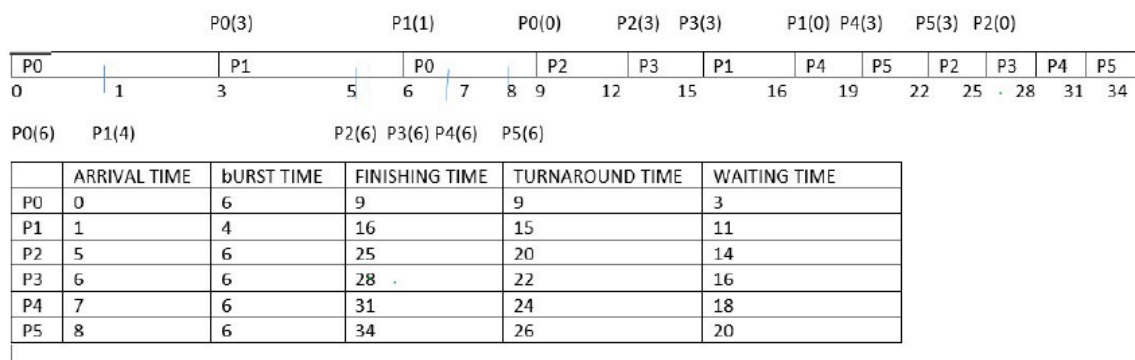 P0(3) P1(1) P0(0) P2(3) P3(3) P1(0) P4(3) P5(3) P2(0)
P0 P1 P0 P2 P3 P1 P4 P5 P2 P3 P4 P5
0 1 3 5 6 7 8 9 12 15 16 19 22 25 28 31 34
P0(6) P1(4) P2(6) P3(6) P4(6) P5(6)
ARRIVAL TIME bURST TIME FINISHING TIME TURNAROUND TIME WAITING TIME
P0 0 6 9 9 3
P1 1 4 16 15 11
P2 5 6 25 20 14
P3 6 6 28 22 16
P4 7 6 31 24 18
P5 8 6 34 26 20